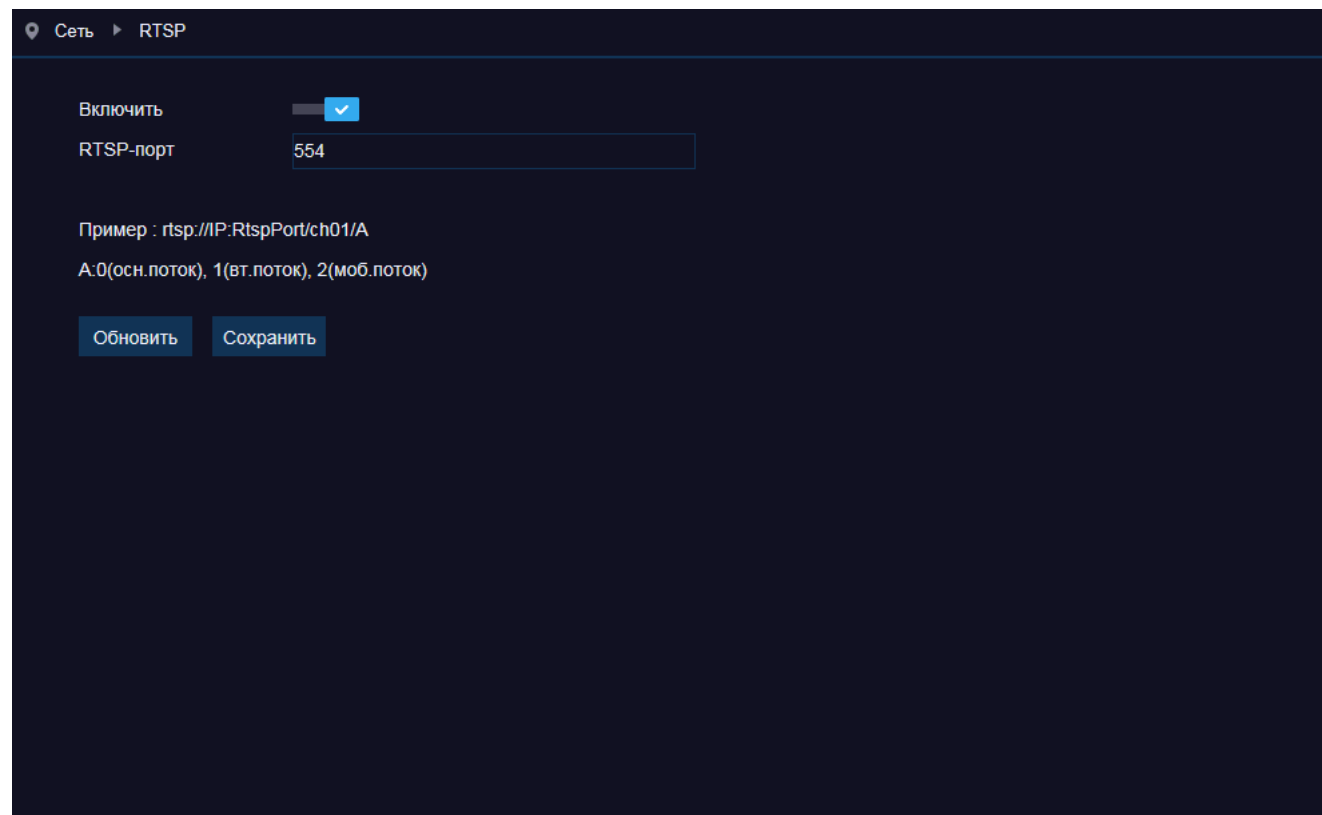 Сеть RTSP
Включить
RTSP-порт 554
Пример : rtsp://IP:RtspPort/ch01/A
A:0(осн.поток), 1(вт.поток), 2(моб.поток)
Обновить Сохранить